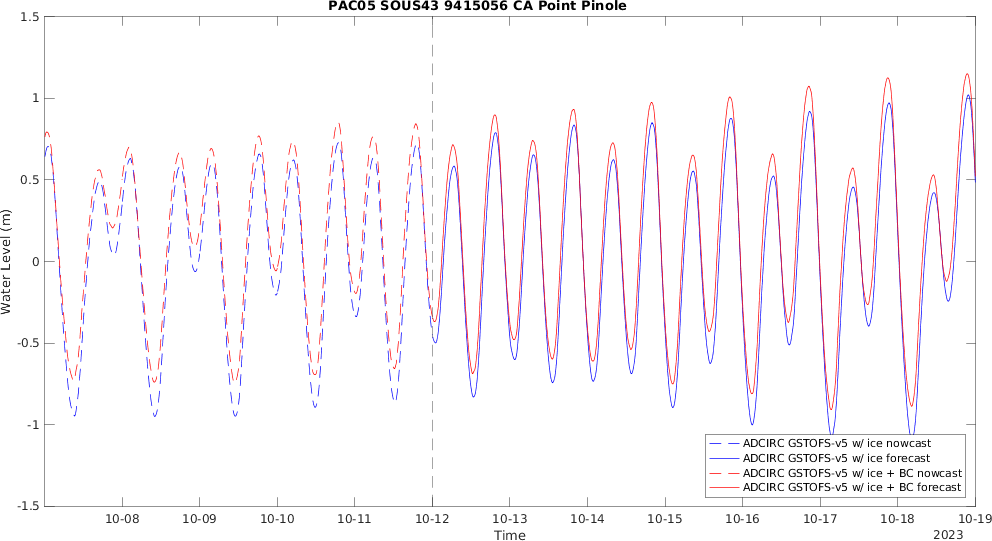 PAC05 SOUS43 9415056 CA Point Pinole
1.5
1
0.5
0
-0.5
-1
-1.5
Water Level (m)
10-08 10-09 10-10 10-11 10-12 10-13 10-14 10-15 10-16 10-17 10-18 10-19
Time
2023
ADCIRC GSTOFS-v5 w/ ice nowcast
ADCIRC GSTOFS-v5 w/ ice forecast
ADCIRC GSTOFS-v5 w/ ice + BC nowcast
ADCIRC GSTOFS-v5 w/ ice + BC forecast